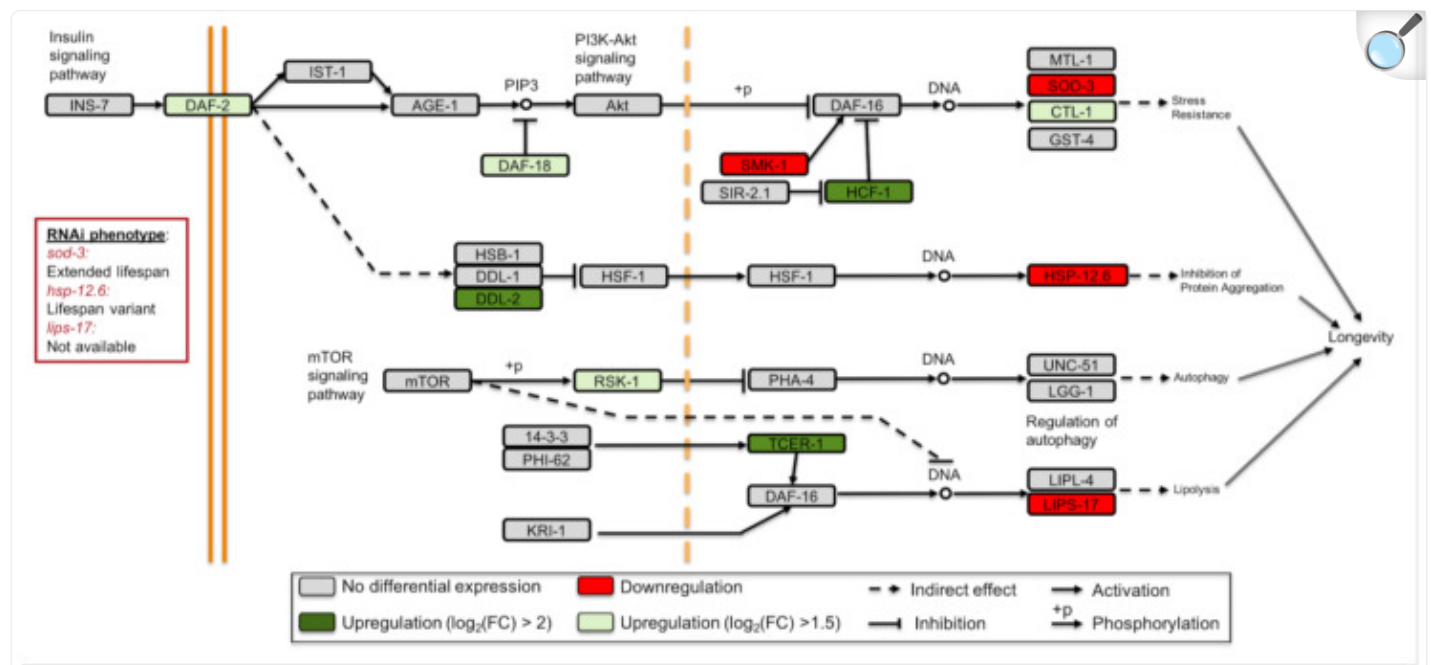 Insulin
signaling
pathway
INS-7
DAF-2
IST-1
AGE-1
PIP3
DAF-18
PI3K-Akt
signaling
pathway
Akt
+p
DAF-16
SMK-1
SIR-2.1
HCF-1
DNA
MTL-1
SOD-3
CTL-1
GST-4
Stress
Resistance
RNAi phenotype:
sod-3:
Extended lifespan
hsp-12.6:
Lifespan variant
lips-17:
Not available
HSB-1
DDL-1
DDL-2
HSF-1
HSF-1
DNA
HSP-12.6
Inhibition of
Protein Aggregation
Longevity
mTOR
signaling
pathway
mTOR
+p
RSK-1
PHA-4
DNA
UNC-51
LGG-1
Autophagy
Regulation of
autophagy
14-3-3
PHI-62
TCER-1
DAF-16
KRI-1
DNA
LIPL-4
LIPS-17
Lipolysis
No differential expression
Downregulation
Indirect effect
Activation
Upregulation (log₂(FC) > 2)
Upregulation (log₂(FC) >1.5)
Inhibition
+p
Phosphorylation